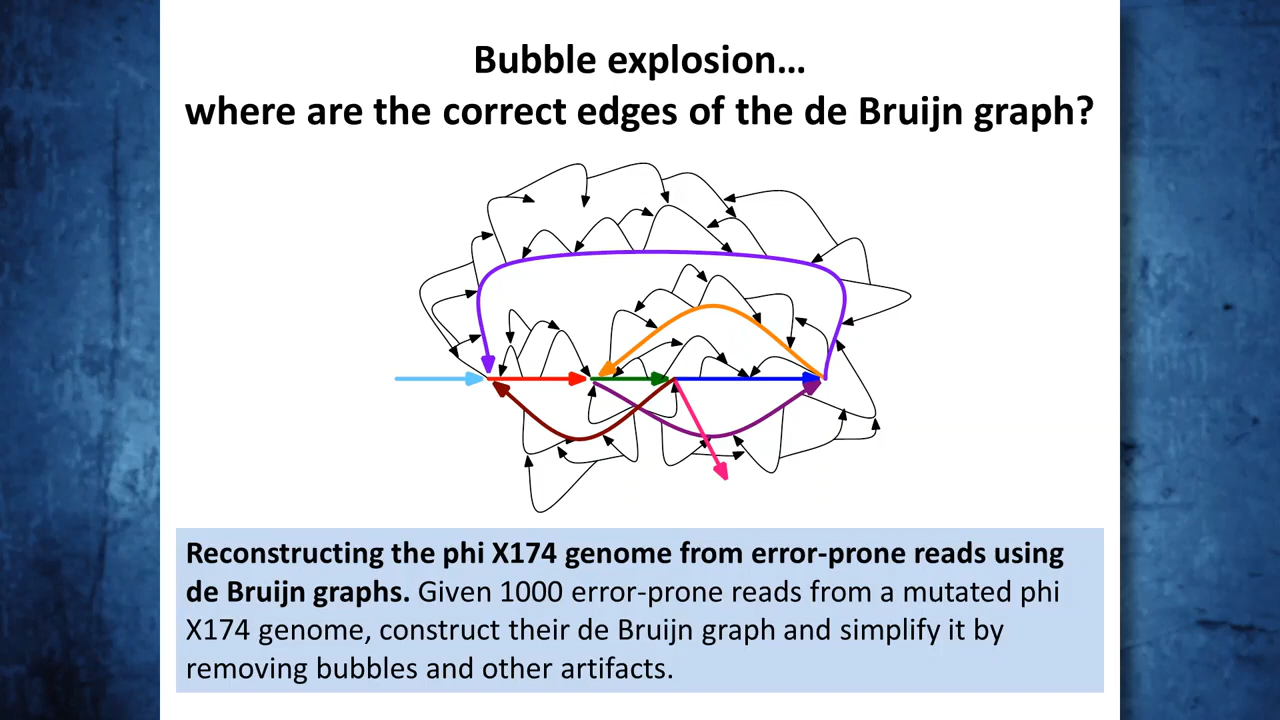 Bubble explosion…
where are the correct edges of the de Bruijn graph?
Reconstructing the phi X174 genome from error-prone reads using
de Bruijn graphs. Given 1000 error-prone reads from a mutated phi
X174 genome, construct their de Bruijn graph and simplify it by
removing bubbles and other artifacts.